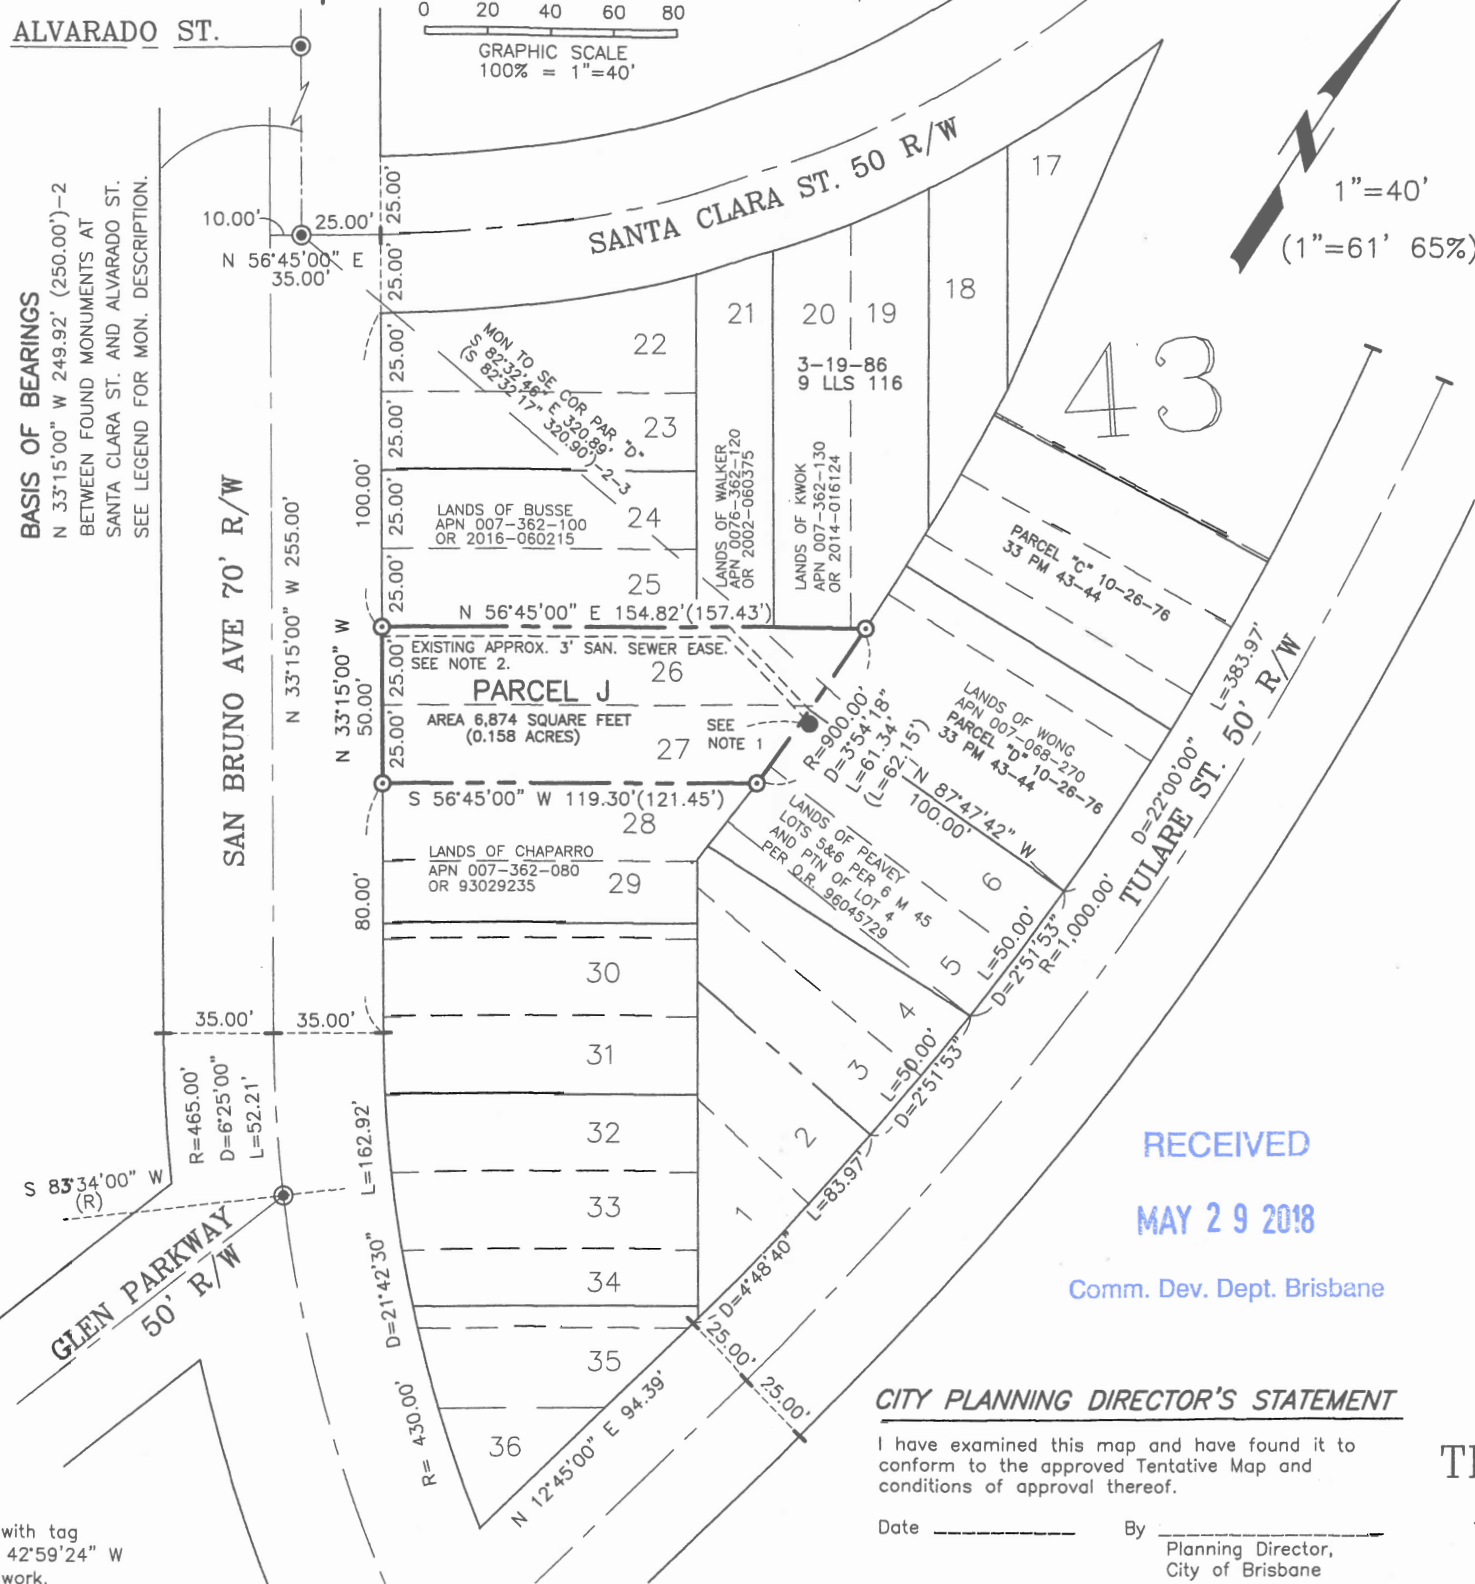 ALVARADO ST.
0 20 40 60 80
GRAPHIC SCALE
100% = 1"=40'
1"=40'
(1"=61' 65%)
BASIS OF BEARINGS
N 33°15'00" W 249.92' (250.00')-2
BETWEEN FOUND MONUMENTS AT
SANTA CLARA ST. AND ALVARADO ST.
SEE LEGEND FOR MON. DESCRIPTION.
10.00'
25.00'
N 56°45'00" E
35.00'
25.00'
25.00'
SANTA CLARA ST. 50 R/W
17
18
19
20
21
22
23
24
25
3-19-86
9 LLS 116
43
MON TO SE COR PAR "D"
S 82°32'46" E 320.89'
(S 82°32'17" 320.90')-2-3
25.00'
25.00'
25.00'
25.00'
100.00'
LANDS OF BUSSE
APN 007-362-100
OR 2016-060215
LANDS OF WALKER
APN 0076-362-120
OR 2002-060375
LANDS OF KWOK
APN 007-362-130
OR 2014-016124
SAN BRUNO AVE 70' R/W
N 33°15'00" W 255.00'
N 56°45'00" E 154.82'(157.43')
N 33°15'00" W
50.00'
25.00'
25.00'
EXISTING APPROX. 3' SAN. SEWER EASE.
SEE NOTE 2.
26
PARCEL J
AREA 6,874 SQUARE FEET
(0.158 ACRES)
27
SEE
NOTE 1
S 56°45'00" W 119.30'(121.45')
R=900.00'
D=3°54'18"
L=61.34'
(L=62.15')
PARCEL "C" 10-26-76
33 PM 43-44
LANDS OF WONG
APN 007-068-270
PARCEL "D" 10-26-76
33 PM 43-44
N 87°47'42" W
100.00'
LANDS OF PEAVEY
LOTS 5&6 PER 6 M 45
AND PTN OF LOT 4
PER O.R. 96045729
L=383.97'
D=22°00'00"
R=1,000.00'
TULARE ST. 50' R/W
28
LANDS OF CHAPARRO
APN 007-362-080
OR 93029235
29
80.00'
30
31
32
33
34
35
36
6
5
4
3
2
1
L=50.00'
D=2°51'53"
L=50.00'
D=2°51'53"
L=83.97'
D=4°48'40"
25.00'
25.00'
35.00'
35.00'
R=465.00'
D=6°25'00"
L=52.21'
S 83°34'00" W
(R)
L=162.92'
D=21°42'30"
R= 430.00'
GLEN PARKWAY
50' R/W
N 12°45'00" E 94.39'
RECEIVED
MAY 29 2018
Comm. Dev. Dept. Brisbane
CITY PLANNING DIRECTOR'S STATEMENT
I have examined this map and have found it to
conform to the approved Tentative Map and
conditions of approval thereof.
Date By
Planning Director,
City of Brisbane
with tag
42°59'24" W
work.